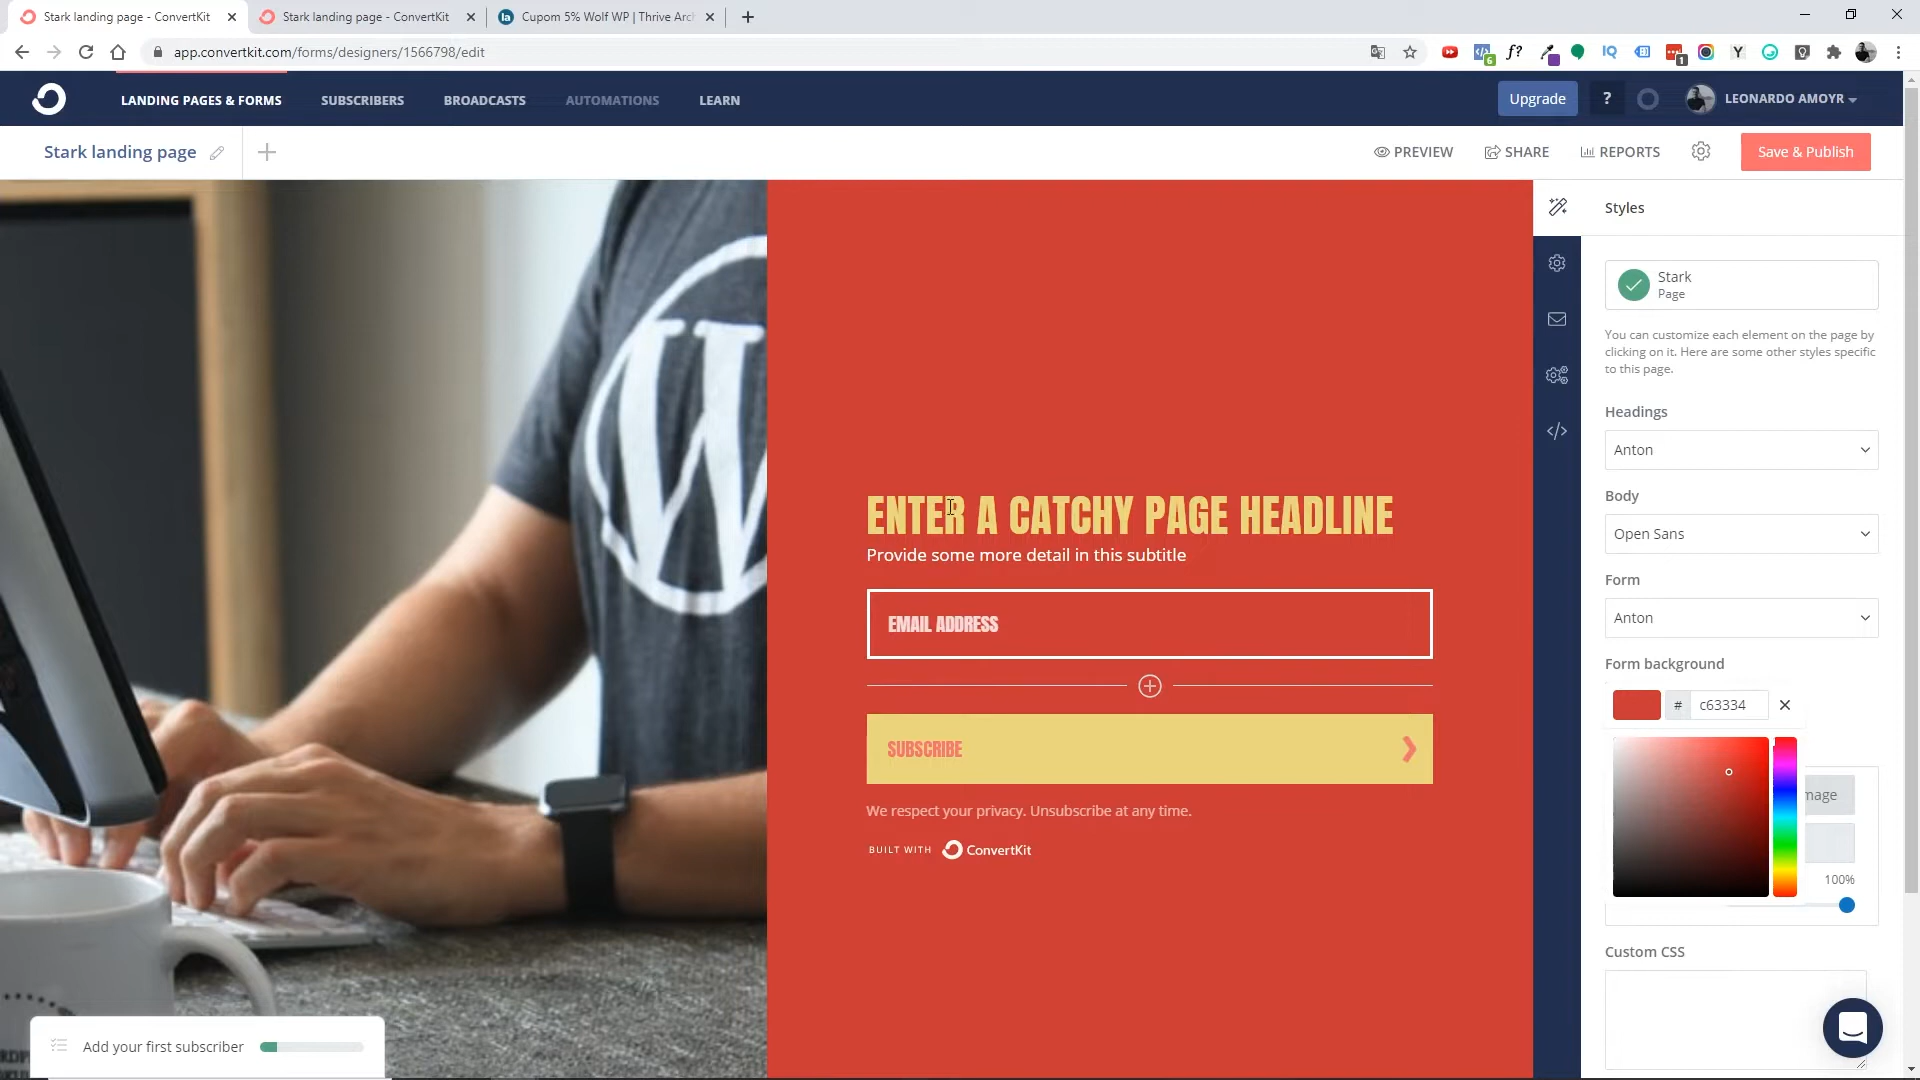 Stark landing page - ConvertKit
Stark landing page - ConvertKit
la
Cupom 5% Wolf WP | Thrive Arc
app.convertkit.com/forms/designers/1566798/edit
f?
6
IQ
1
Y
LANDING PAGES & FORMS
SUBSCRIBERS
BROADCASTS
AUTOMATIONS
LEARN
Upgrade
?
LEONARDO AMOYR
Stark landing page
PREVIEW
SHARE
REPORTS
Save & Publish
Styles
Stark
Page
You can customize each element on the page by
clicking on it. Here are some other styles specific
to this page.
Headings
Anton
Body
Open Sans
Form
Anton
Form background
# c63334
mage
100%
Custom CSS
W
ENTER A CATCHY PAGE HEADLINE
Provide some more detail in this subtitle
EMAIL ADDRESS
SUBSCRIBE
We respect your privacy. Unsubscribe at any time.
BUILT WITH ConvertKit
Add your first subscriber